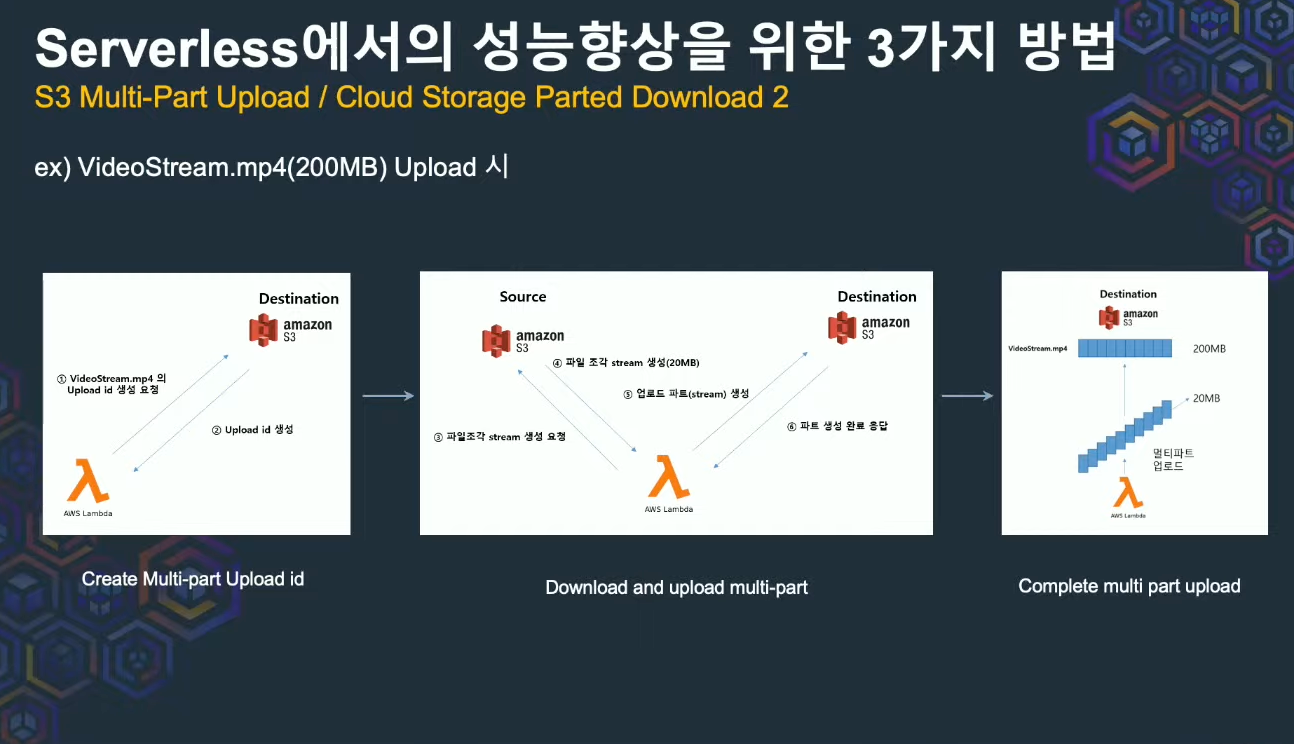 Serverless에서의 성능향상을 위한 3가지 방법
S3 Multi-Part Upload / Cloud Storage Parted Download 2
ex) VideoStream.mp4(200MB) Upload 시
Destination
amazon
S3
① VideoStream.mp4 의
Upload id 생성 요청
② Upload id 생성
AWS Lambda
Create Multi-part Upload id
Source
Destination
amazon
S3
amazon
S3
④ 파일 조각 stream 생성(20MB)
⑤ 업로드 파트(stream) 생성
⑥ 파트 생성 완료 응답
③ 파일조각 stream 생성 요청
AWS Lambda
Download and upload multi-part
Destination
amazon
S3
VideoStream.mp4
200MB
20MB
멀티파트
업로드
AWS Lambda
Complete multi part upload